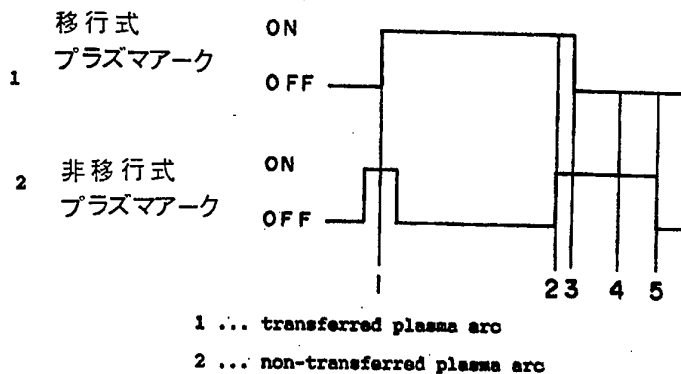 移行式 ON
プラズマアーク
1 OFF
非移行式 ON
2 プラズマアーク
OFF
1 2 3 4 5
1 ... transferred plasma arc
2 ... non-transferred plasma arc